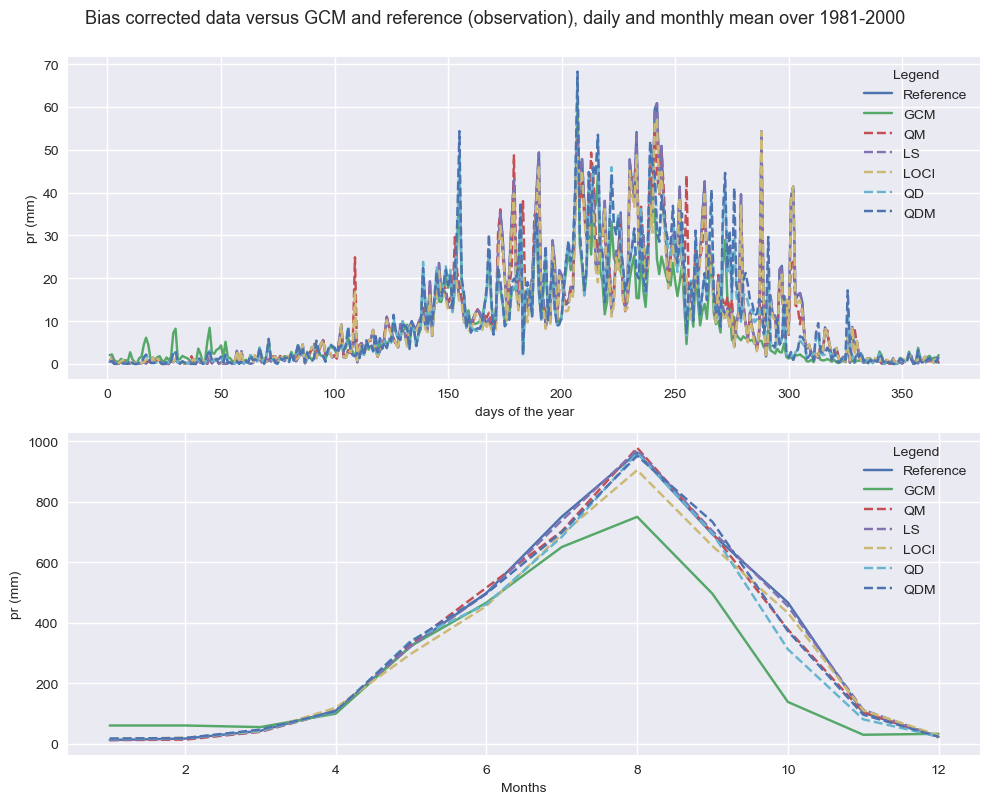 Bias corrected data versus GCM and reference (observation), daily and monthly mean over 1981-2000
70
60
50
40
30
20
10
0
pr (mm)
Legend
Reference
GCM
QM
LS
LOCI
QD
QDM
0 50 100 150 200 250 300 350
days of the year
1000
800
600
400
200
0
pr (mm)
Legend
Reference
GCM
QM
LS
LOCI
QD
QDM
2 4 6 8 10 12
Months